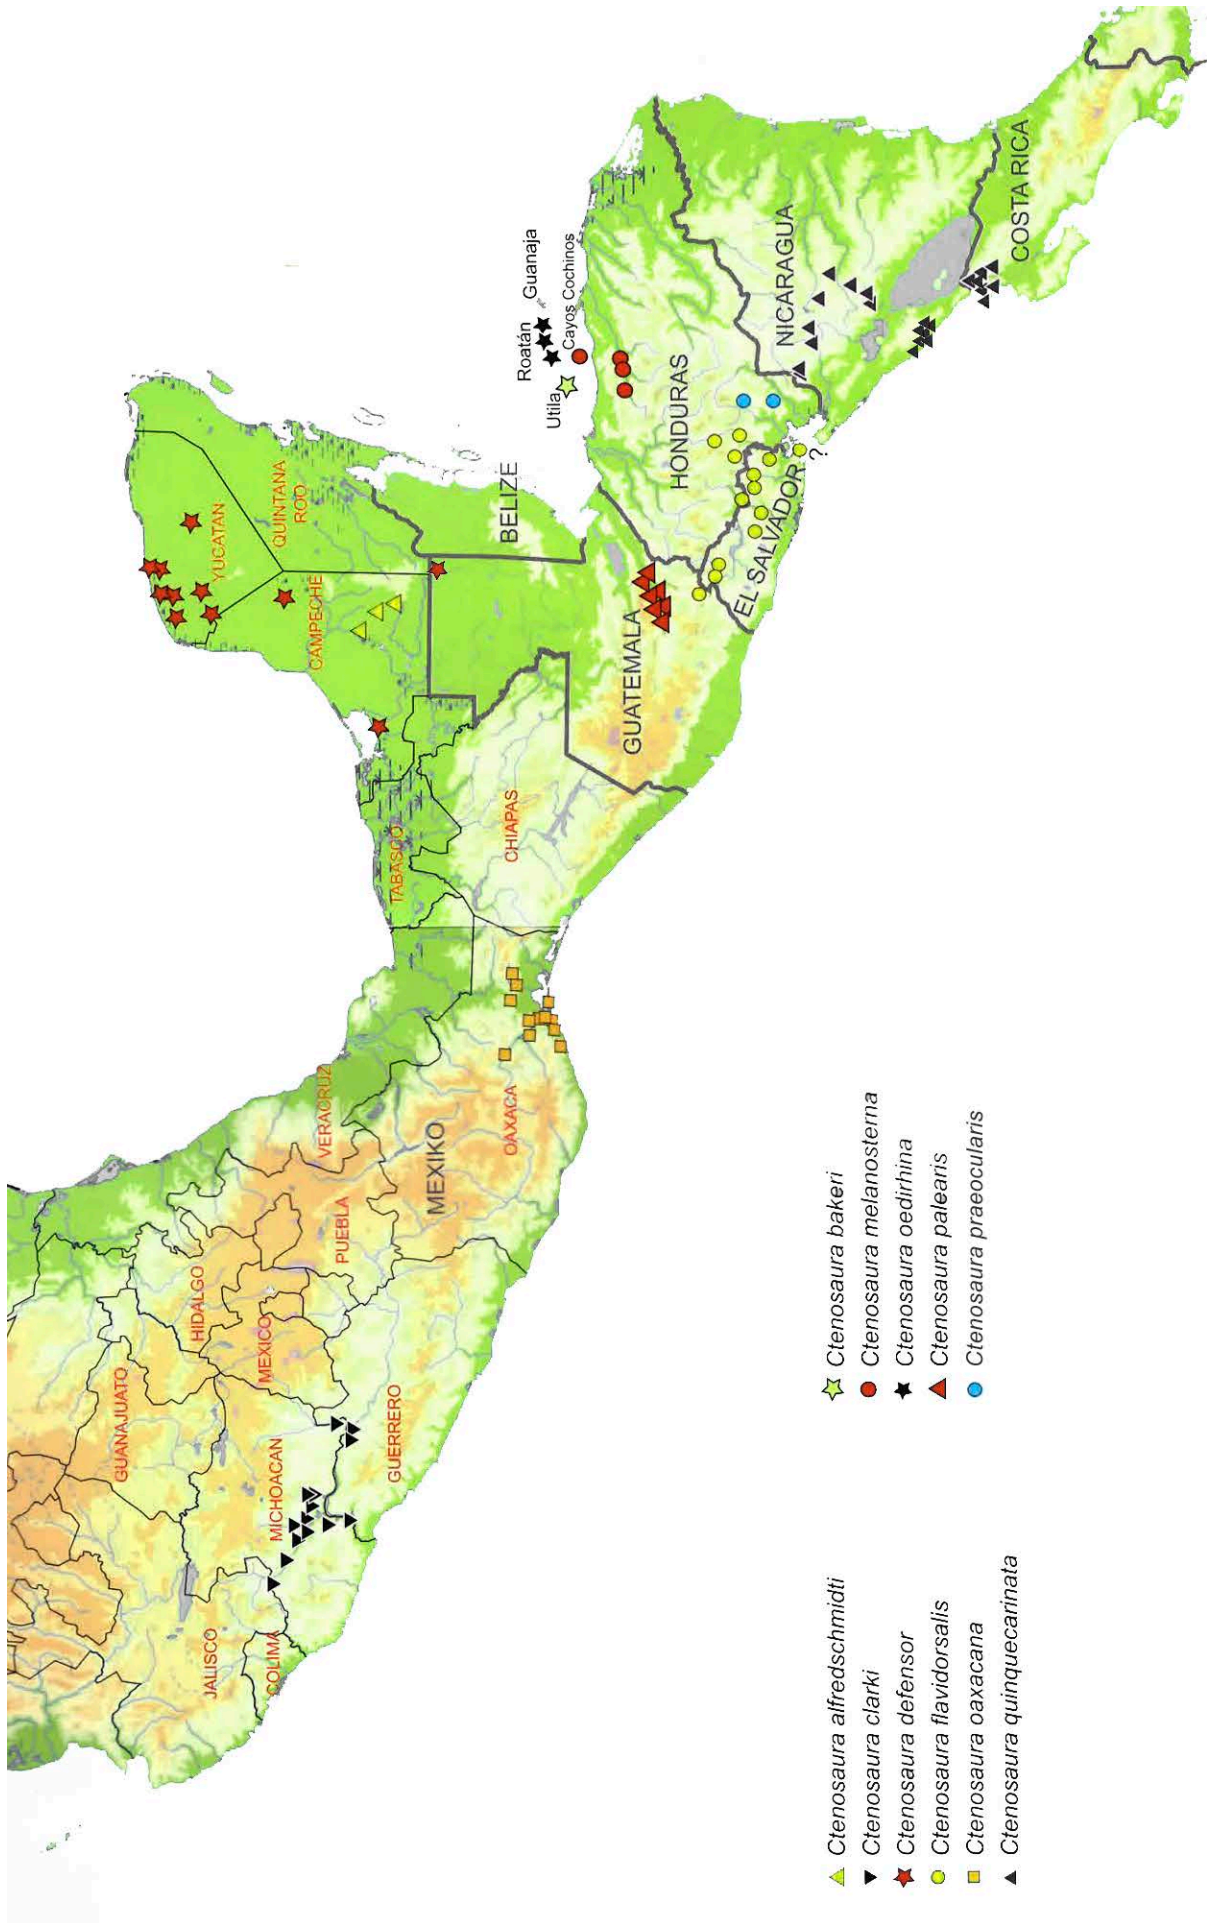 GUANAJUATO
HIDALGO
VERACRUZ
YUCATAN
JALISCO
MICHOACAN
MEXICO
PUEBLA
CAMPECHE
QUINTANA
ROO
COLIMA
GUERRERO
MEXIKO
OAXACA
TABASCO
CHIAPAS
BELIZE
Utila
Roatán
Guanaja
Cayos Cochinos
GUATEMALA
HONDURAS
EL SALVADOR
?
NICARAGUA
COSTA RICA
Ctenosaura alfredschmidti
Ctenosaura clarki
Ctenosaura defensor
Ctenosaura flavidorsalis
Ctenosaura oaxacana
Ctenosaura quinquecarinata
Ctenosaura bakeri
Ctenosaura melanosterna
Ctenosaura oedirhina
Ctenosaura palearis
Ctenosaura praeocularis